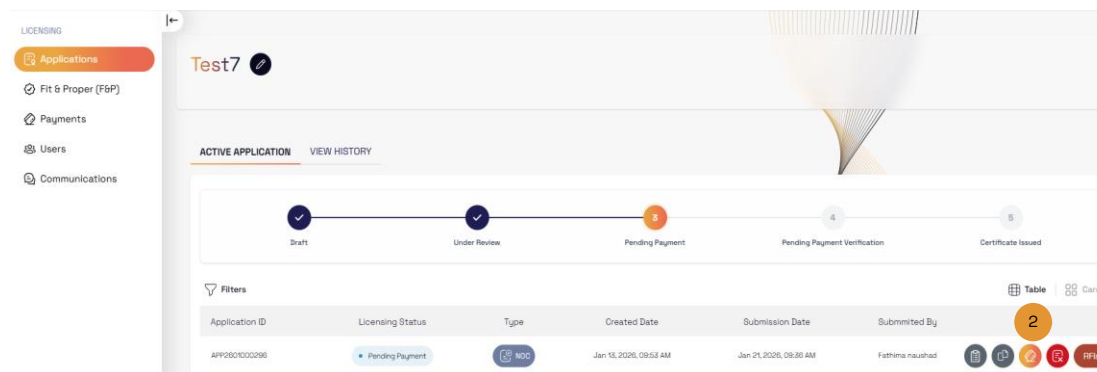 LICENSING
Applications
Fit & Proper (F&P)
Payments
Users
Communications
Test7
ACTIVE APPLICATION VIEW HISTORY
3 4 5
Draft Under Review Pending Payment Pending Payment Verification Certificate Issued
Filters Table
Application ID Licensing Status Type Created Date Submission Date Submmited By 2
APP2601000296 Pending Payment NOC Jan 13, 2026, 09:53 AM Jan 21, 2026, 09:36 AM Fathima naushad